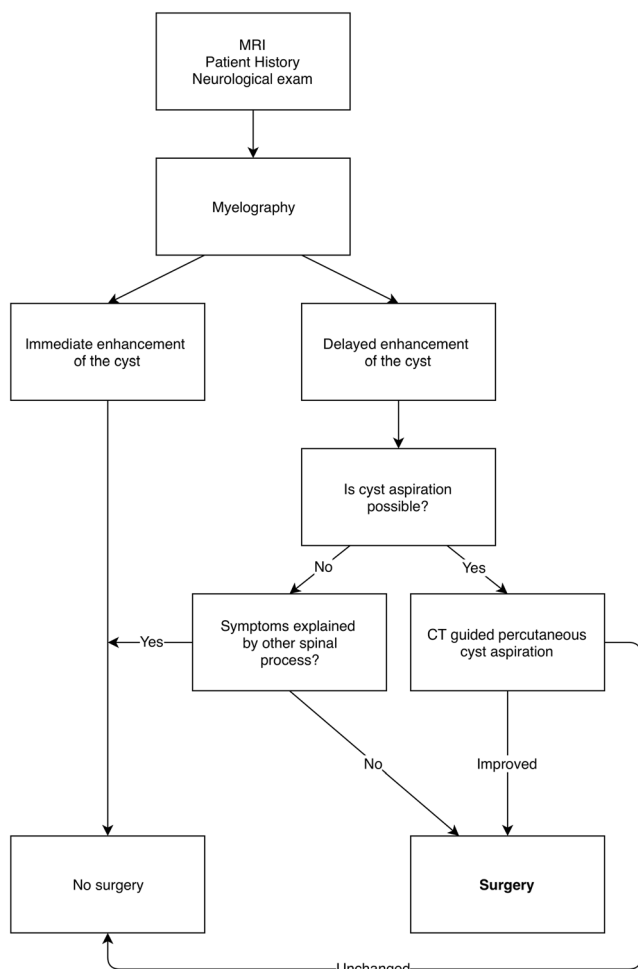 MRI
Patient History
Neurological exam
Myelography
Immediate enhancement
of the cyst
Delayed enhancement
of the cyst
Is cyst aspiration
possible?
No
Yes
Symptoms explained
by other spinal
process?
CT guided percutaneous
cyst aspiration
Yes
No
Improved
No surgery
Surgery
Unchanged